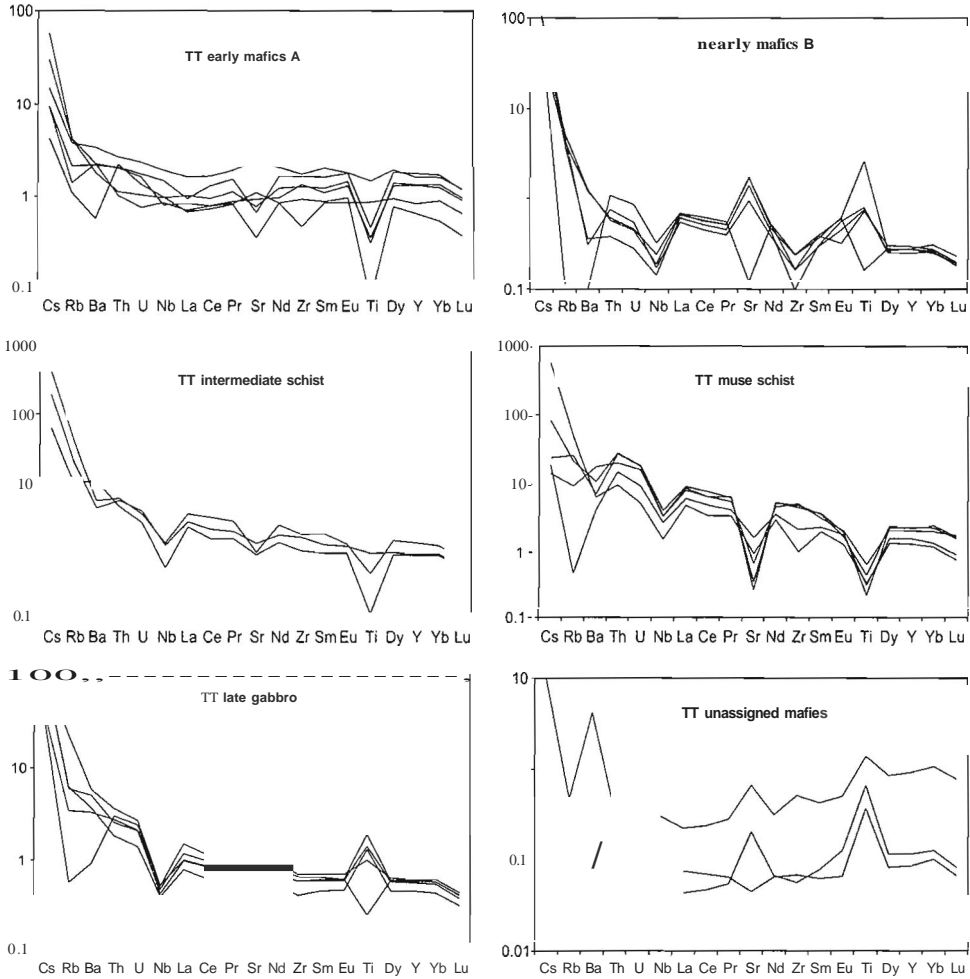 100
TT early mafics A
10
1
0.1
Cs Rb Ba Th U Nb La Ce Pr Sr Nd Zr Sm Eu Ti Dy Y Yb Lu
100
nearly mafics B
10
0.1
Cs Rb Ba Th U Nb La Ce Pr Sr Nd Zr Sm Eu Ti Dy Y Yb Lu
1000
TT intermediate schist
100
10
0.1
Cs Rb Ba Th U Nb La Ce Pr Sr Nd Zr Sm Eu Ti Dy Y Yb Lu
1000-
TT muse schist
100-
10-
1-
0.1-
Cs Rb Ba Th U Nb La Ce Pr Sr Nd Zr Sm Eu Ti Dy Y Yb Lu
100,,
TT late gabbro
10
1
0.1
Cs Rb Ba Th U Nb La Ce Pr Sr Nd Zr Sm Eu Ti Dy Y Yb Lu
10
TT unassigned mafies
0.1
0.01
Cs Rb Ba Th U Nb La Ce Pr Sr Nd Zr Sm Eu Ti Dy Y Yb Lu